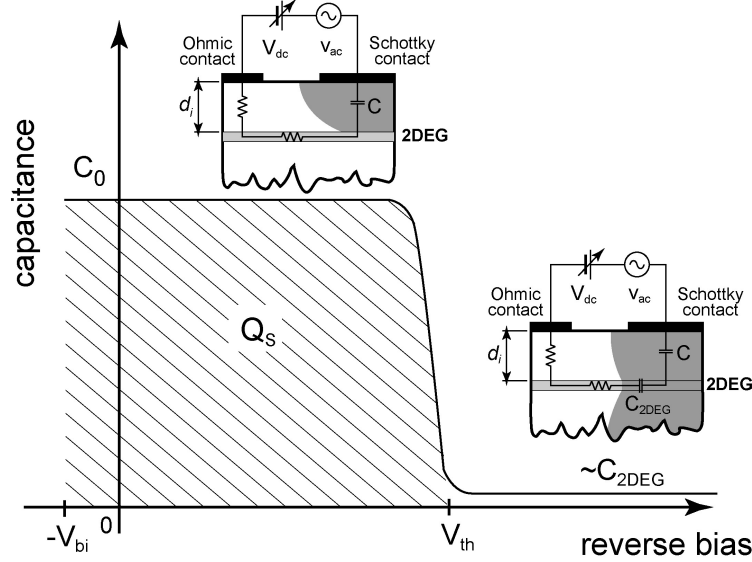 Ohmic
contact
V_dc
v_ac
Schottky
contact
d_i
C
2DEG
capacitance
C_0
Q_S
Ohmic
contact
V_dc
v_ac
Schottky
contact
d_i
C
2DEG
C_2DEG
~C_2DEG
-V_bi
0
V_th
reverse bias